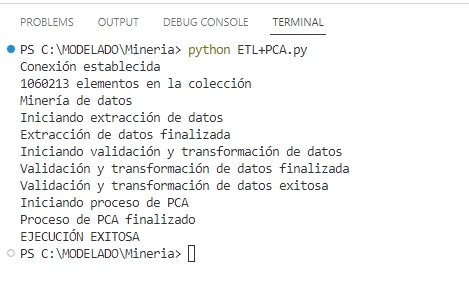 PROBLEMS OUTPUT DEBUG CONSOLE TERMINAL
PS C:\MODELADO\Mineria> python ETL+PCA.py
Conexión establecida
1060213 elementos en la colección
Minería de datos
Iniciando extracción de datos
Extracción de datos finalizada
Iniciando validación y transformación de datos
Validación y transformación de datos finalizada
Validación y transformación de datos exitosa
Iniciando proceso de PCA
Proceso de PCA finalizado
EJECUCIÓN EXITOSA
PS C:\MODELADO\Mineria>